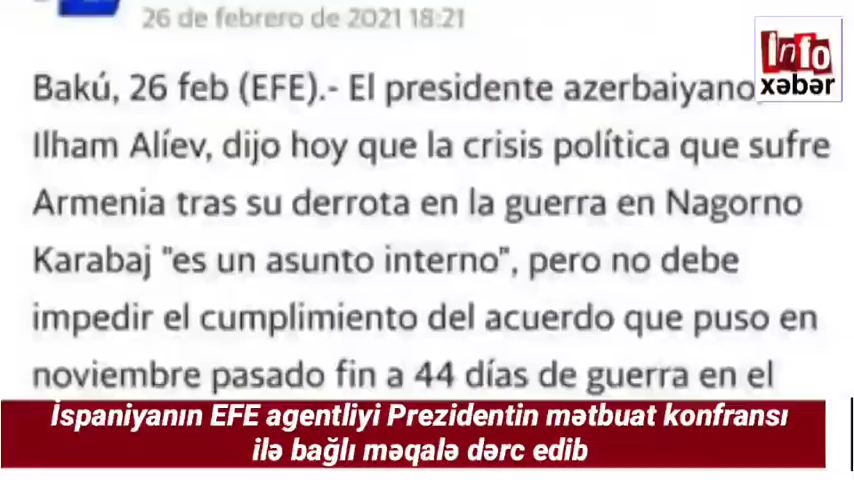 26 de febrero de 2021 18:21
info
xəbər
Bakú, 26 feb (EFE).- El presidente azerbaiyano,
Ilham Alíev, dijo hoy que la crisis política que sufre
Armenia tras su derrota en la guerra en Nagorno
Karabaj "es un asunto interno", pero no debe
impedir el cumplimiento del acuerdo que puso en
noviembre pasado fin a 44 días de guerra en el
İspaniyanın EFE agentliyi Prezidentin mətbuat konfransı
ilə bağlı məqalə dərc edib